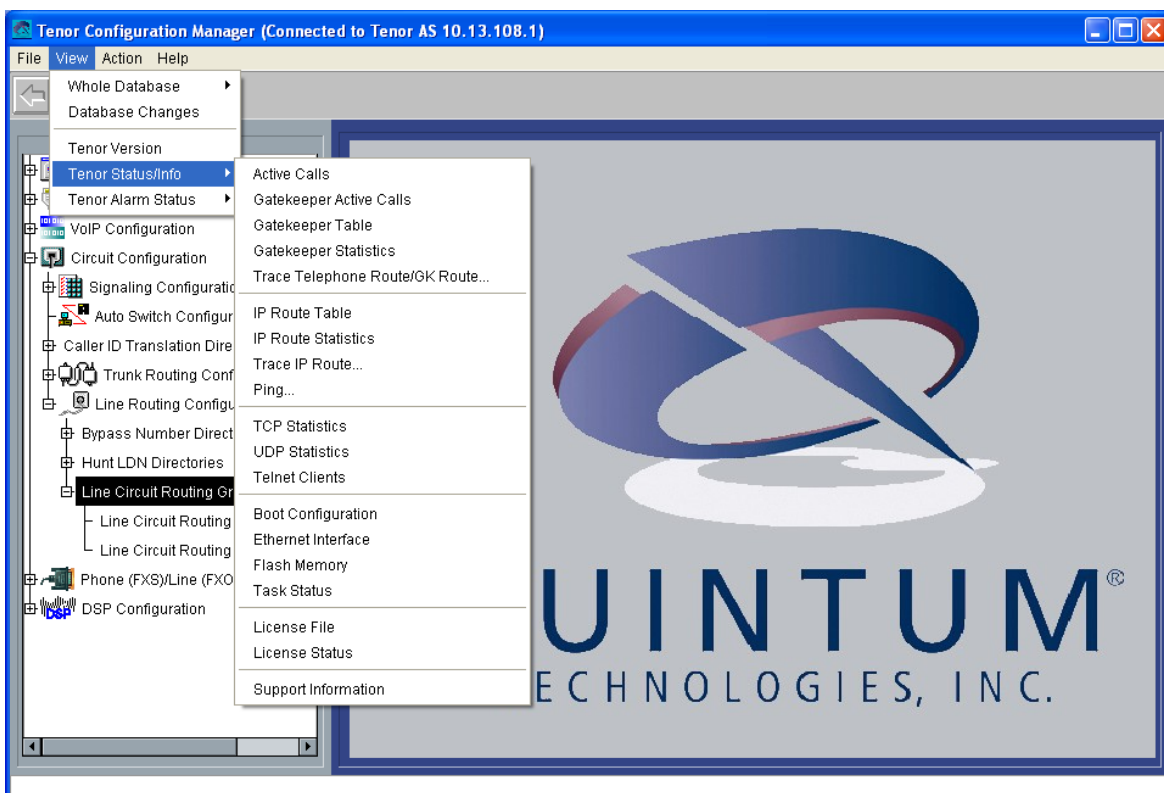 Tenor Configuration Manager (Connected to Tenor AS 10.13.108.1)
File View Action Help
Whole Database
Database Changes
Tenor Version
Tenor Status/Info
Tenor Alarm Status
Active Calls
Gatekeeper Active Calls
Gatekeeper Table
Gatekeeper Statistics
Trace Telephone Route/GK Route...
IP Route Table
IP Route Statistics
Trace IP Route...
Ping...
TCP Statistics
UDP Statistics
Telnet Clients
Boot Configuration
Ethernet Interface
Flash Memory
Task Status
License File
License Status
Support Information
VoIP Configuration
Circuit Configuration
Signaling Configuratio
Auto Switch Configur
Caller ID Translation Dire
Trunk Routing Conf
Line Routing Configu
Bypass Number Direct
Hunt LDN Directories
Line Circuit Routing Gr
Line Circuit Routing
Line Circuit Routing
Phone (FXS)/Line (FXO
DSP DSP Configuration
UINTUM®
ECHNOLOGIES, INC.